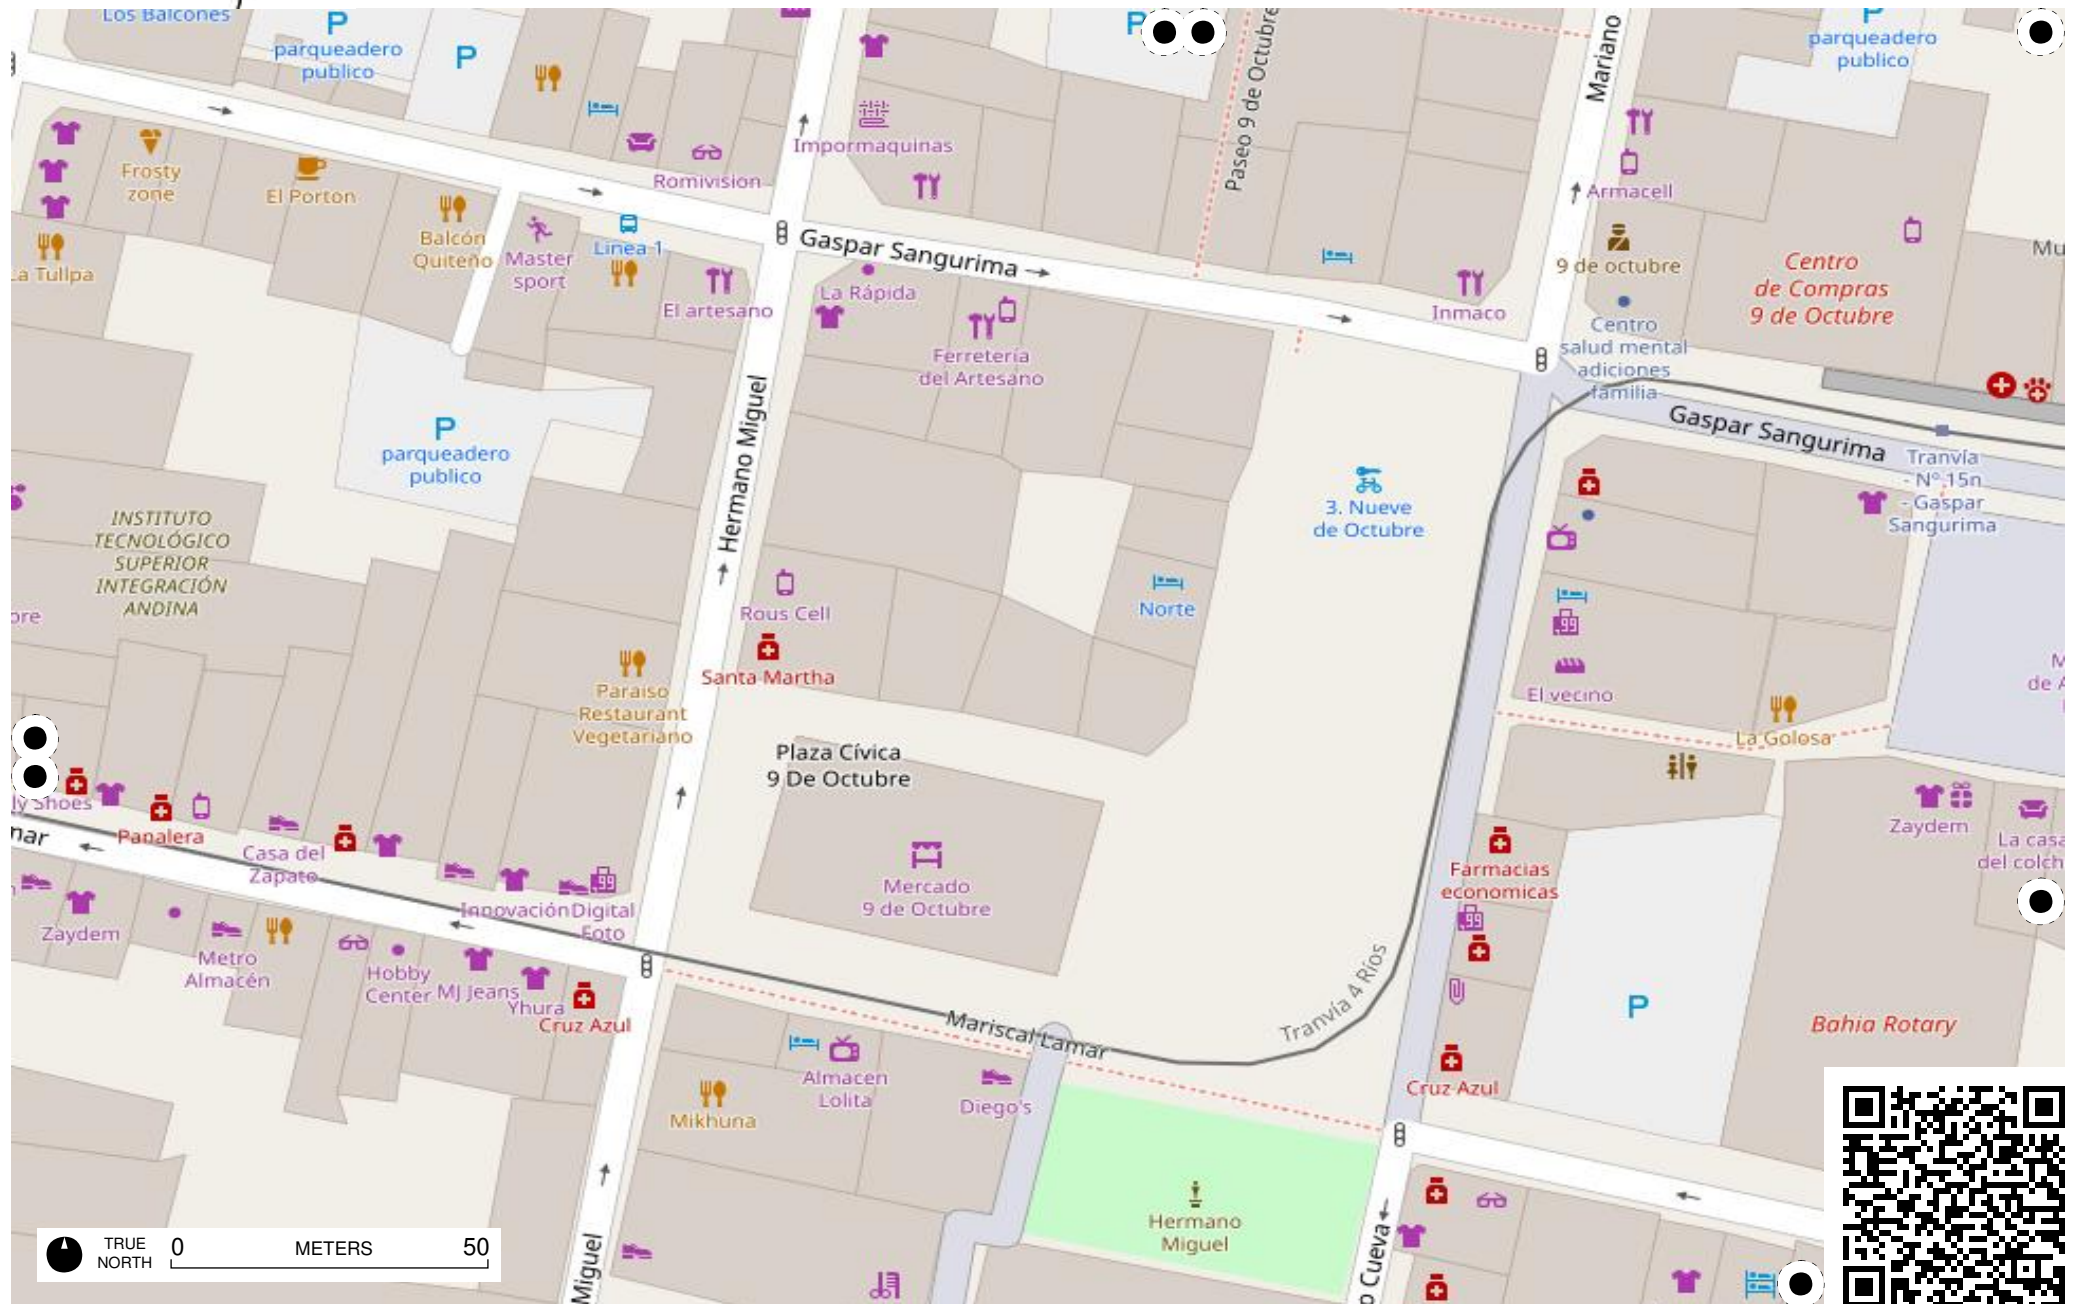 Los Balcones
P
parqueadero
publico
P
P
Paseo 9 de Octubre
Mariano
P
parqueadero
publico
Frosty
zone
El Porton
Romivision
Impormaquinas
Armacell
La Tullpa
Balcón
Quiteño
Master
sport
Linea 1
El artesano
Gaspar Sangurima
La Rápida
Inmaco
9 de octubre
Centro
de Compras
9 de Octubre
Mu
Ferretería
del Artesano
Centro
salud mental
adiciones
familia
Gaspar Sangurima
Tranvía
- N° 15n
- Gaspar
Sangurima
P
parqueadero
publico
Hermano Miguel
3. Nueve
de Octubre
INSTITUTO
TECNOLÓGICO
SUPERIOR
INTEGRACIÓN
ANDINA
ore
Rous Cell
Norte
Santa Martha
Paraiso
Restaurant
Vegetariano
El vecino
M
de A
La Golosa
Plaza Cívica
9 De Octubre
ly Shoes
Panalera
mar
Casa del
Zapato
Mercado
9 de Octubre
Farmacias
economicas
Zaydem
La casa
del colch
Innovación
Digital
Foto
Zaydem
Metro
Almacén
Hobby
Center
MJ Jeans
Yhura
Cruz Azul
Mariscal Lamar
Tranvía 4 Ríos
P
Bahia Rotary
Almacen
Lolita
Diego's
Mikhuna
Cruz Azul
Hermano
Miguel
Miguel
o Cueva
TRUE
NORTH
0 METERS 50